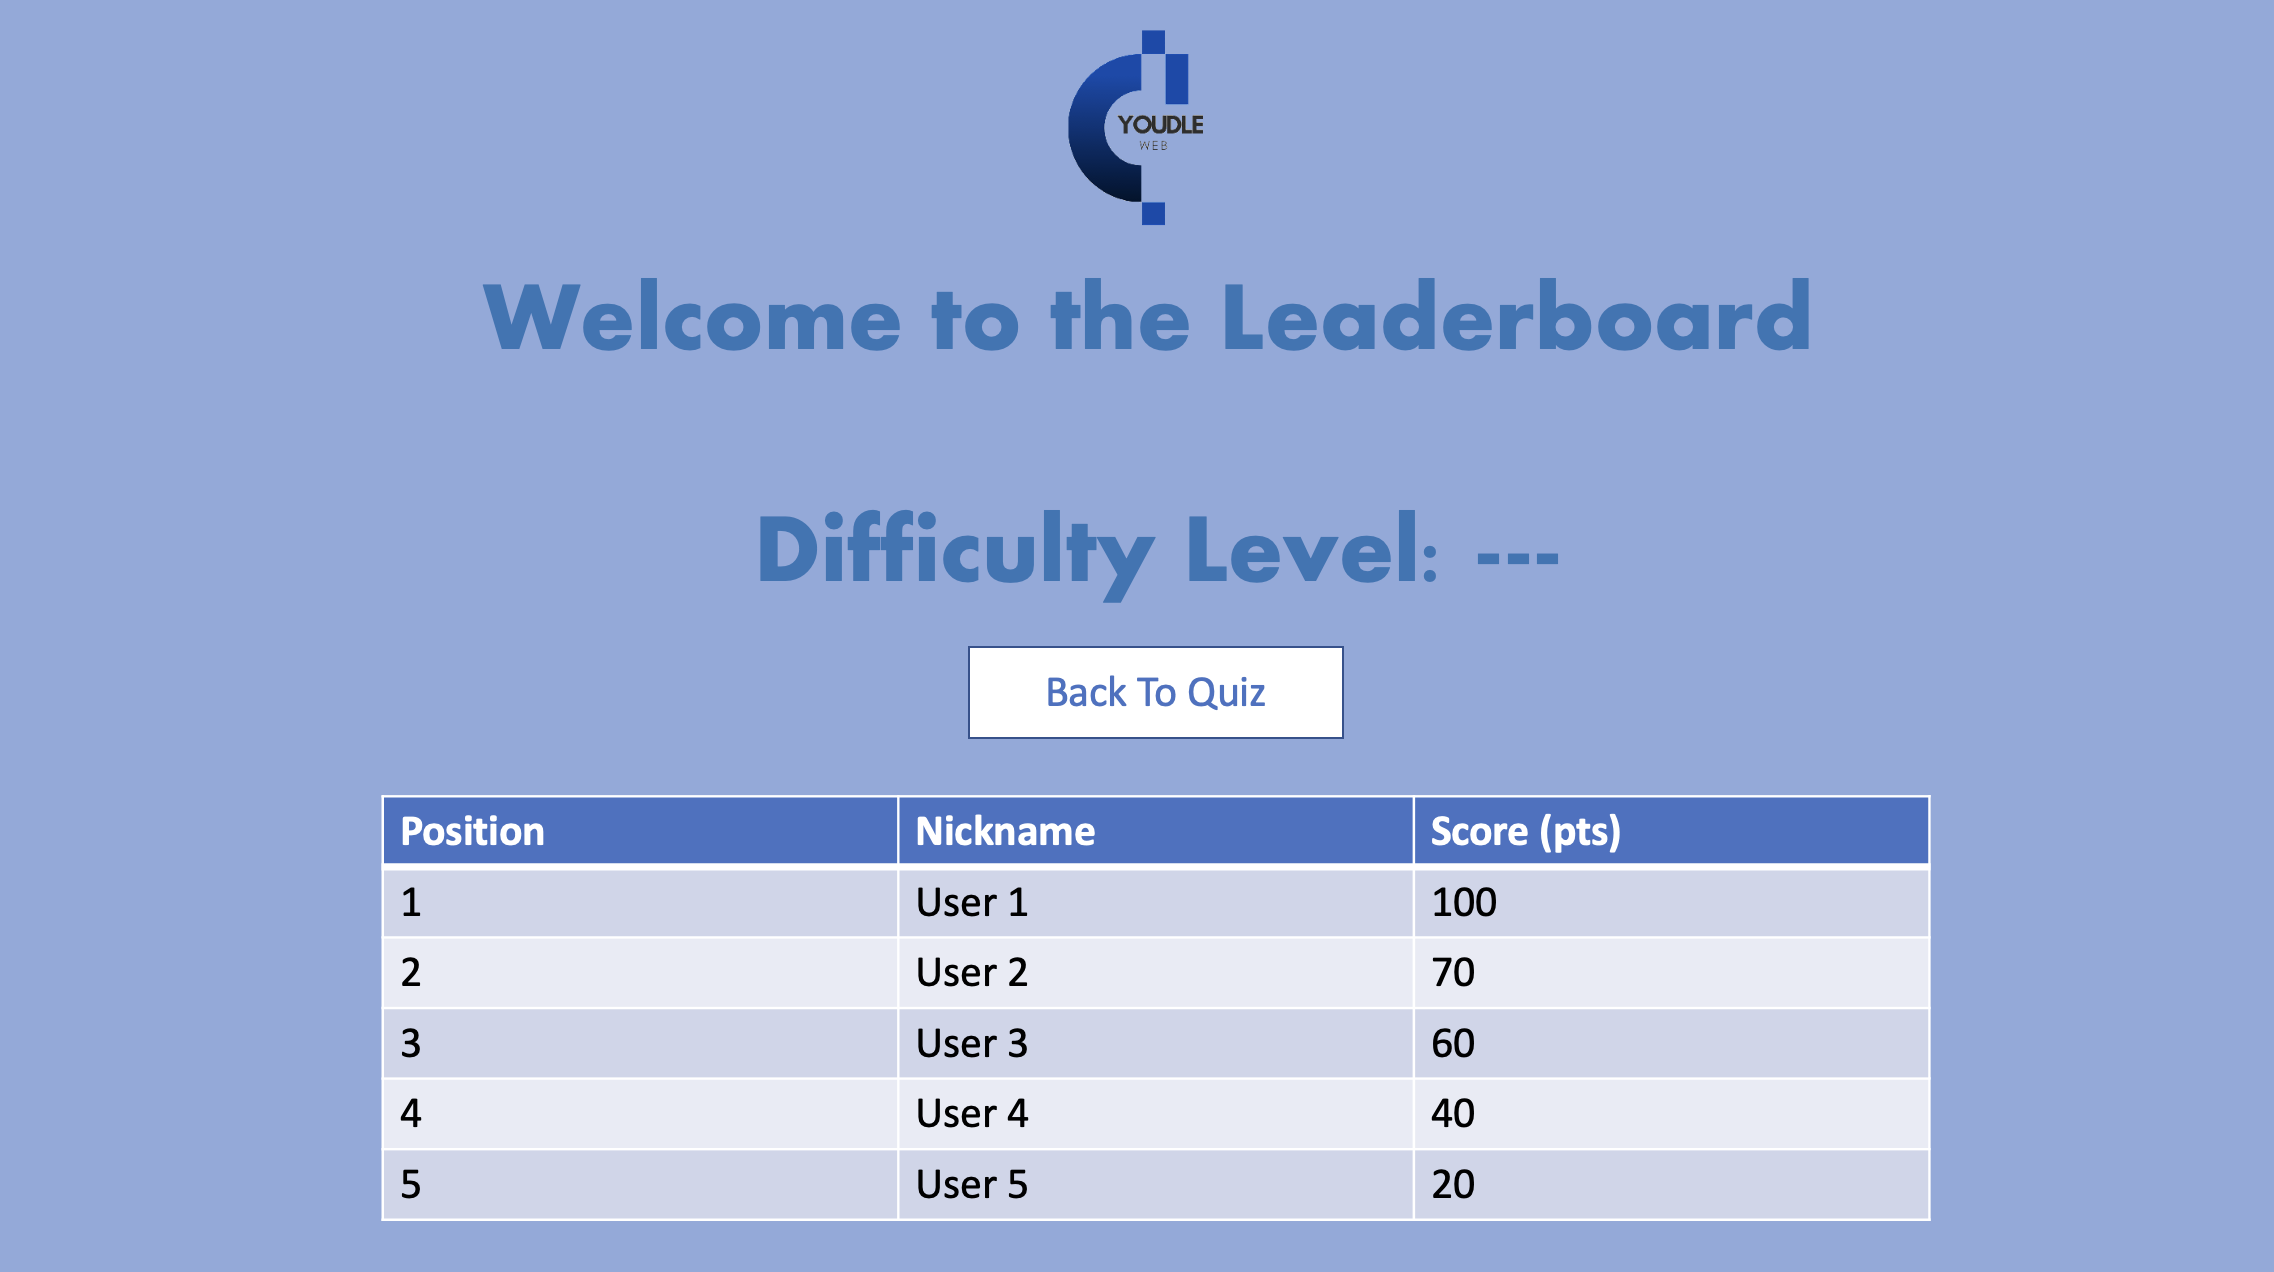 YOUDLE
WEB
Welcome to the Leaderboard
Difficulty Level: ---
Back To Quiz
Position Nickname Score (pts)
1 User 1 100
2 User 2 70
3 User 3 60
4 User 4 40
5 User 5 20